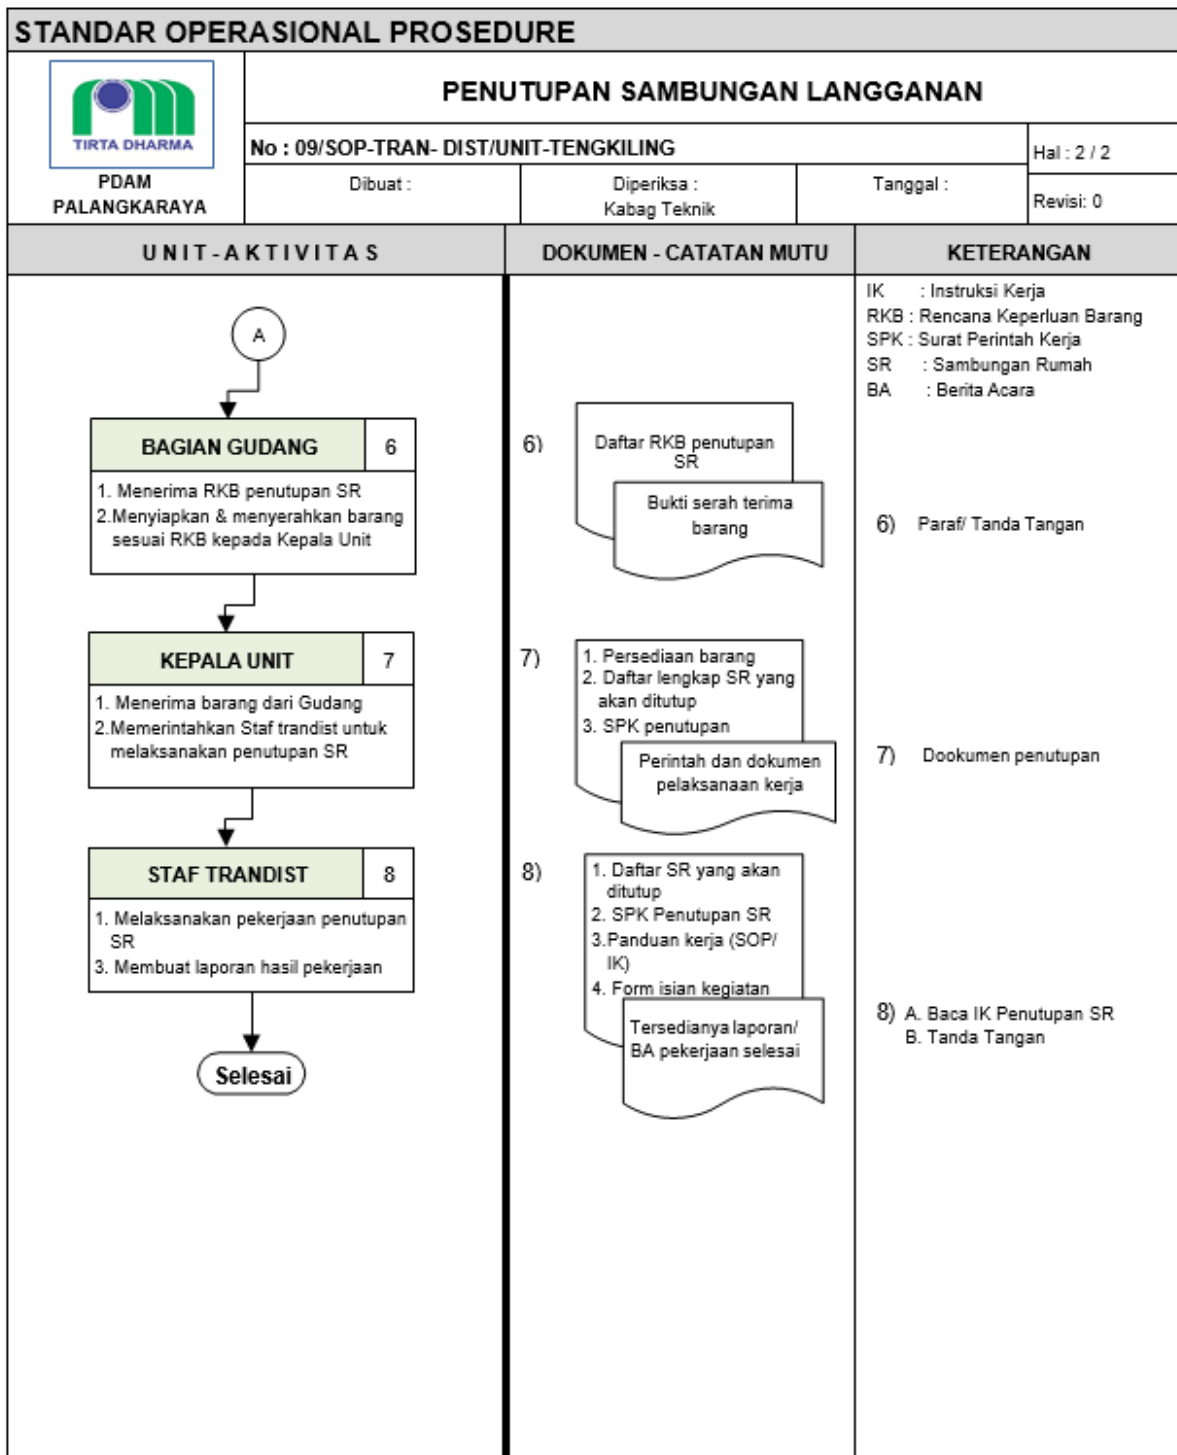 STANDAR OPERASIONAL PROSEDURE
TIRTA DHARMA
PDAM
PALANGKARAYA
PENUTUPAN SAMBUNGAN LANGGANAN
No : 09/SOP-TRAN- DIST/UNIT-TENGKILING
Hal : 2 / 2
Dibuat :
Diperiksa :
Kabag Teknik
Tanggal :
Revisi: 0
UNIT-AKTIVITAS
DOKUMEN - CATATAN MUTU
KETERANGAN
IK : Instruksi Kerja
RKB : Rencana Keperluan Barang
SPK : Surat Perintah Kerja
SR : Sambungan Rumah
BA : Berita Acara
A
BAGIAN GUDANG 6
1. Menerima RKB penutupan SR
2.Menyiapkan & menyerahkan barang
sesuai RKB kepada Kepala Unit
6)
Daftar RKB penutupan
SR
Bukti serah terima
barang
6) Paraf/ Tanda Tangan
KEPALA UNIT 7
1. Menerima barang dari Gudang
2.Memerintahkan Staf trandist untuk
melaksanakan penutupan SR
7)
1. Persediaan barang
2. Daftar lengkap SR yang
akan ditutup
3. SPK penutupan
Perintah dan dokumen
pelaksanaan kerja
7) Dookumen penutupan
STAF TRANDIST 8
1. Melaksanakan pekerjaan penutupan
SR
3. Membuat laporan hasil pekerjaan
8)
1. Daftar SR yang akan
ditutup
2. SPK Penutupan SR
3.Panduan kerja (SOP/
IK)
4. Form isian kegiatan
Tersedianya laporan/
BA pekerjaan selesai
8) A. Baca IK Penutupan SR
B. Tanda Tangan
Selesai